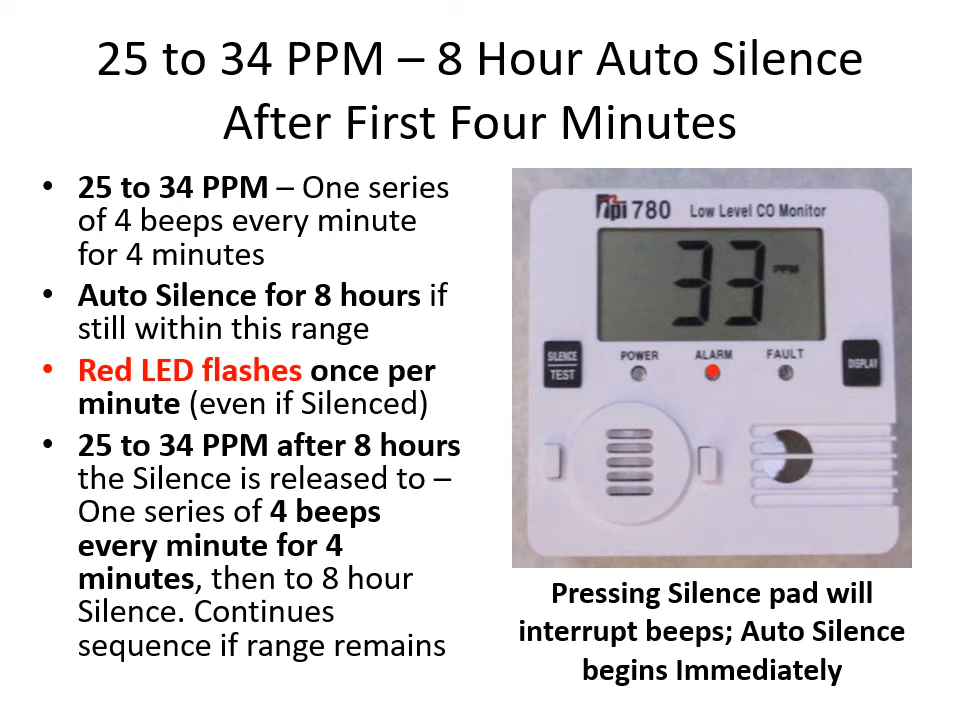 25 to 34 PPM – 8 Hour Auto Silence
After First Four Minutes
• 25 to 34 PPM – One series
of 4 beeps every minute
for 4 minutes
• Auto Silence for 8 hours if
still within this range
• Red LED flashes once per
minute (even if Silenced)
• 25 to 34 PPM after 8 hours
the Silence is released to –
One series of 4 beeps
every minute for 4
minutes, then to 8 hour
Silence. Continues
sequence if range remains
tpi 780 Low Level CO Monitor
33 PPM
SILENCE
TEST
POWER ALARM FAULT
DISPLAY
Pressing Silence pad will
interrupt beeps; Auto Silence
begins Immediately